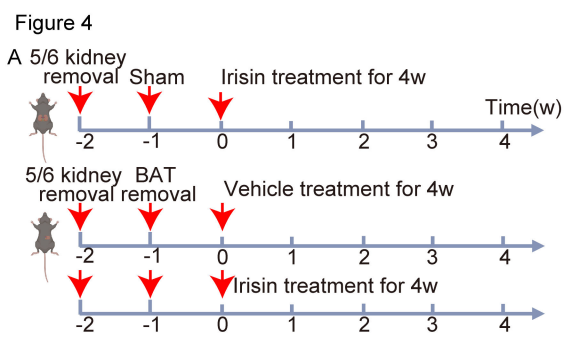 Figure 4
A 5/6 kidney
removal Sham Irisin treatment for 4w
Time(w)
-2 -1 0 1 2 3 4
5/6 kidney BAT
removal removal Vehicle treatment for 4w
-2 -1 0 1 2 3 4
Irisin treatment for 4w
-2 -1 0 1 2 3 4